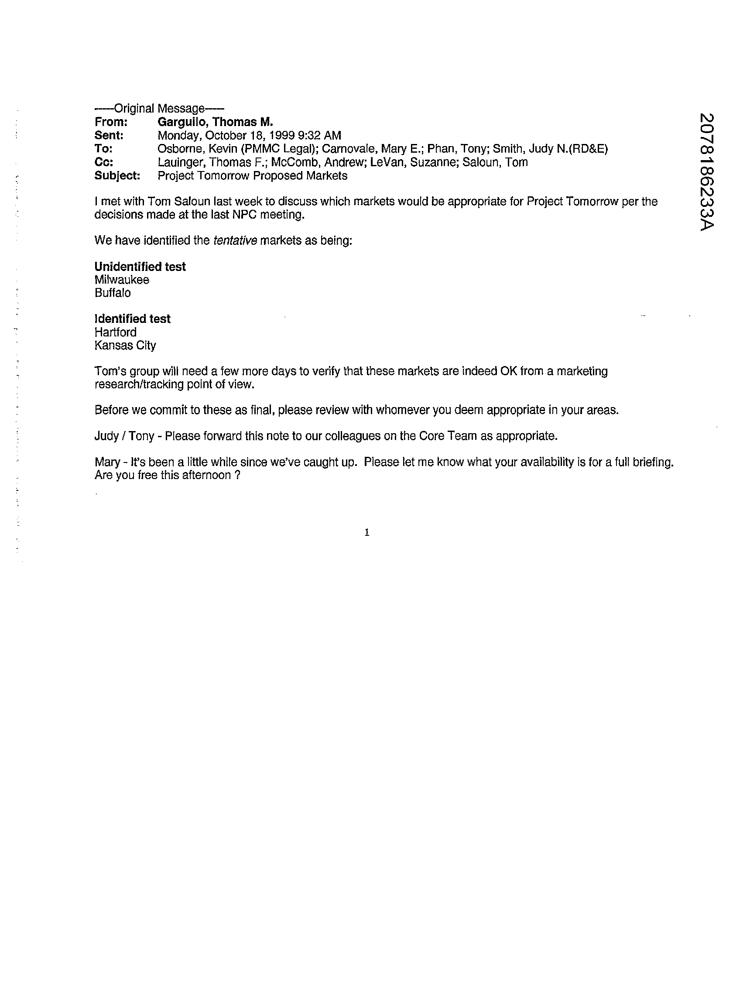 -----Original Message-----
From: Garguilo, Thomas M.
Sent: Monday, October 18, 1999 9:32 AM
To: Osborne, Kevin (PMMC Legal); Carnovale, Mary E.; Phan, Tony; Smith, Judy N.(RD&E)
Cc: Lauinger, Thomas F.; McComb, Andrew; LeVan, Suzanne; Saloun, Tom
Subject: Project Tomorrow Proposed Markets
I met with Tom Saloun last week to discuss which markets would be appropriate for Project Tomorrow per the
decisions made at the last NPC meeting.
We have identified the tentative markets as being:
Unidentified test
Milwaukee
Buffalo
Identified test
Hartford
Kansas City
Tom's group will need a few more days to verify that these markets are indeed OK from a marketing
research/tracking point of view.
Before we commit to these as final, please review with whomever you deem appropriate in your areas.
Judy / Tony - Please forward this note to our colleagues on the Core Team as appropriate.
Mary - It's been a little while since we've caught up. Please let me know what your availability is for a full briefing.
Are you free this afternoon ?
1
2078186233A